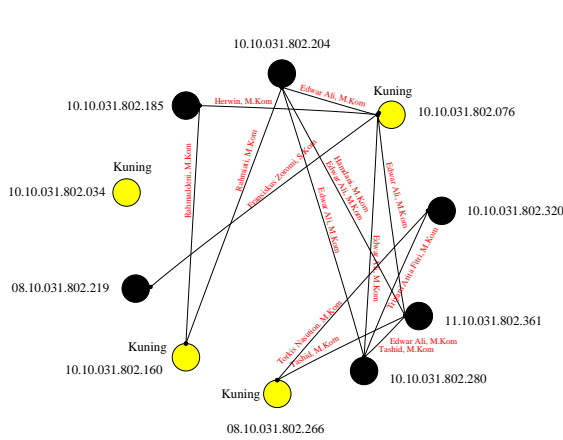 10.10.031.802.204
Edwar Ali, M.Kom
Kuning
10.10.031.802.185
Herwin, M.Kom
10.10.031.802.076
Rahmaddeni, M.Kom
Rahmiati, M.Kom
Fransiskus Zoromi, S.Kom
Hamdani, M.Kom
Edwar Ali, M.Kom
Edwar Ali, M.Kom
Kuning
10.10.031.802.034
Edwar Ali, M.Kom
10.10.031.802.320
Edwar Ali, M.Kom
08.10.031.802.219
11.10.031.802.361
Torkis Nasution, M.Kom
Tashid, M.Kom
Edwar Ali, M.Kom
Tashid, M.Kom
Kuning
10.10.031.802.160
10.10.031.802.280
Kuning
08.10.031.802.266